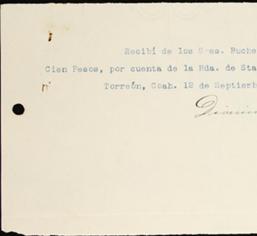 Recibí de los Sres. Buche
Cien Pesos, por cuenta de la Hda. de Sta
Torreón, Coah. 12 de Septiemb